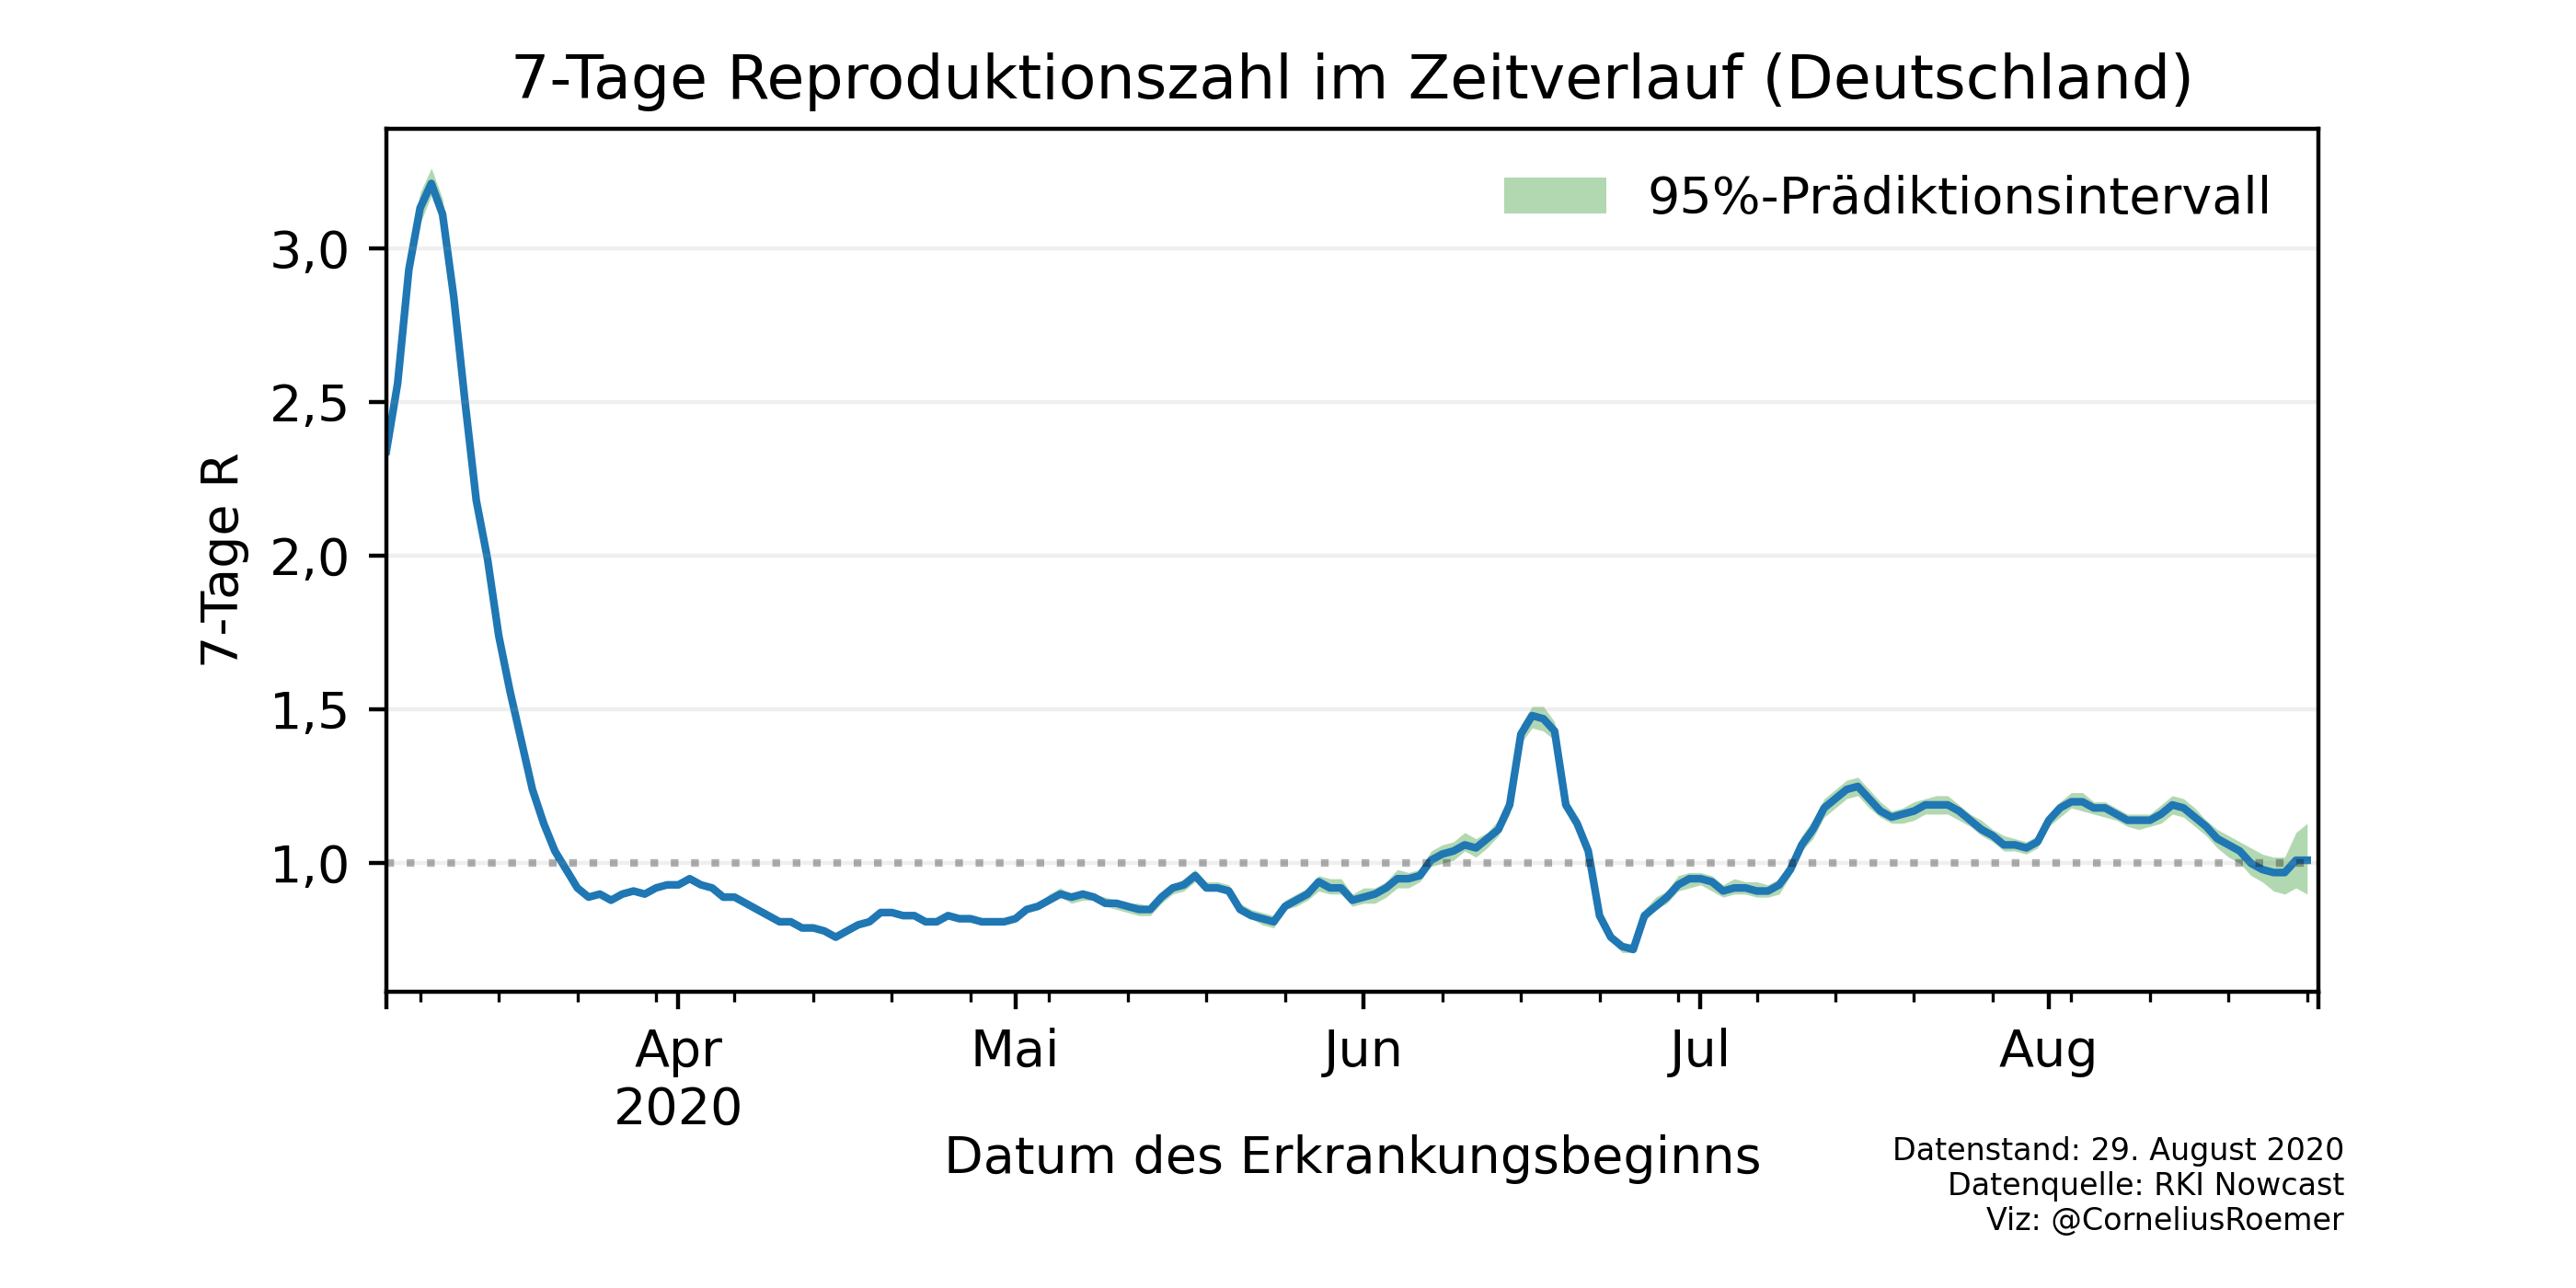 7-Tage Reproduktionszahl im Zeitverlauf (Deutschland)
95%-Prädiktionsintervall
7-Tage R
3,0
2,5
2,0
1,5
1,0
Apr
2020
Mai
Jun
Jul
Aug
Datum des Erkrankungsbeginns
Datenstand: 29. August 2020
Datenquelle: RKI Nowcast
Viz: @CorneliusRoemer